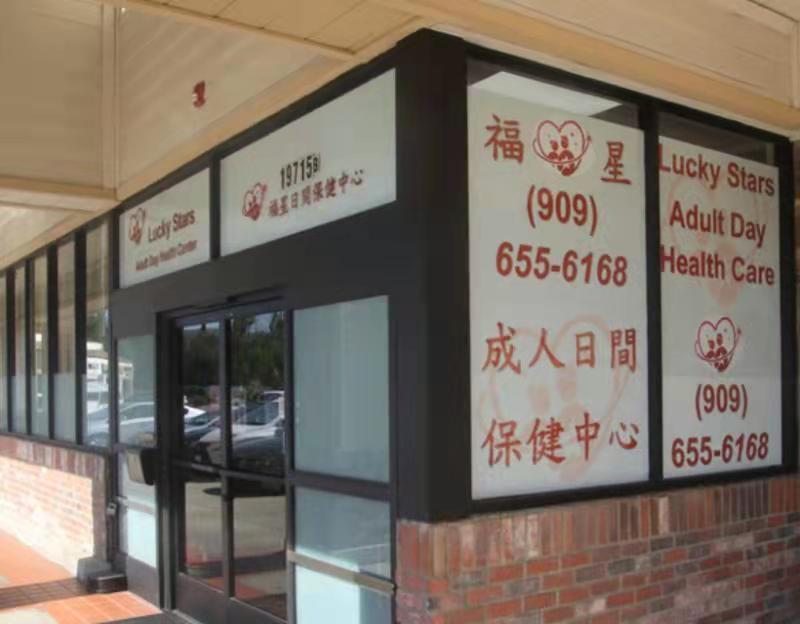 Lucky Stars
Adult Day Health Center
19715B
福星日間保健中心
福 星
(909)
655-6168
成人日間
保健中心
Lucky Stars
Adult Day
Health Care
(909)
655-6168